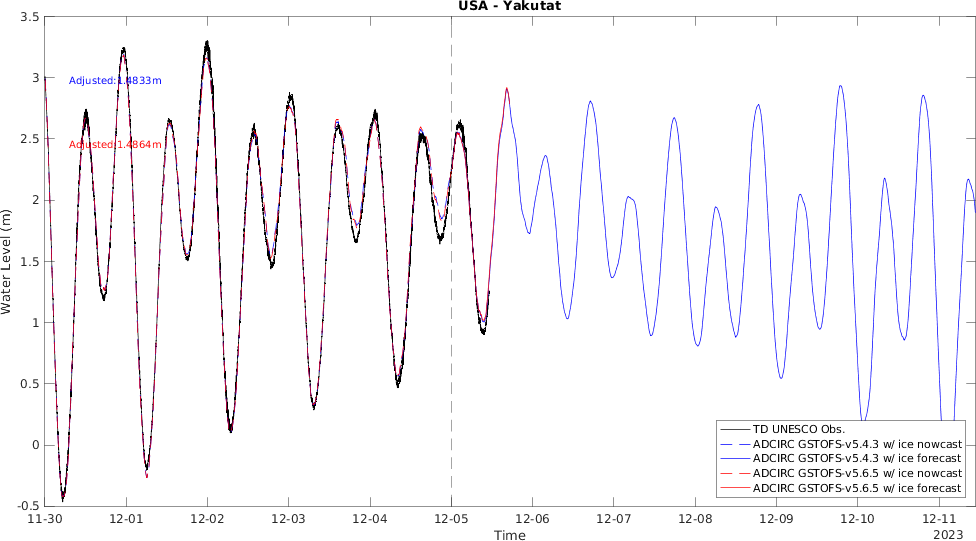 USA - Yakutat
3.5
3
2.5
2
1.5
1
0.5
0
-0.5
Water Level (m)
Adjusted:1.4833m
Adjusted:1.4864m
TD UNESCO Obs.
ADCIRC GSTOFS-v5.4.3 w/ ice nowcast
ADCIRC GSTOFS-v5.4.3 w/ ice forecast
ADCIRC GSTOFS-v5.6.5 w/ ice nowcast
ADCIRC GSTOFS-v5.6.5 w/ ice forecast
11-30 12-01 12-02 12-03 12-04 12-05 12-06 12-07 12-08 12-09 12-10 12-11
Time
2023